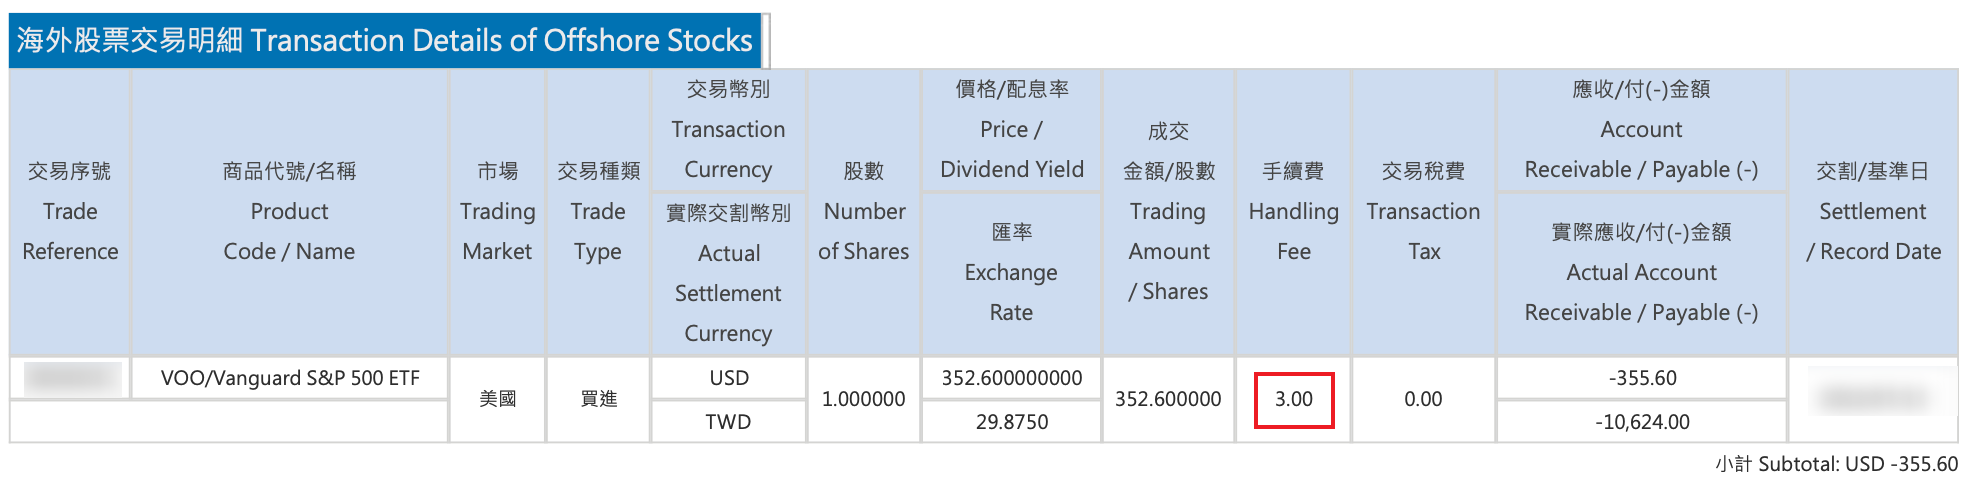 海外股票交易明細 Transaction Details of Offshore Stocks
交易序號
Trade
Reference
商品代號/名稱
Product
Code / Name
市場
Trading
Market
交易種類
Trade
Type
交易幣別
Transaction
Currency
實際交割幣別
Actual
Settlement
Currency
股數
Number
of Shares
價格/配息率
Price /
Dividend Yield
匯率
Exchange
Rate
成交
金額/股數
Trading
Amount
/ Shares
手續費
Handling
Fee
交易稅費
Transaction
Tax
應收/付(-)金額
Account
Receivable / Payable (-)
實際應收/付(-)金額
Actual Account
Receivable / Payable (-)
交割/基準日
Settlement
/ Record Date
VOO/Vanguard S&P 500 ETF
美國
買進
USD
TWD
1.000000
352.600000000
29.8750
352.600000
3.00
0.00
-355.60
-10,624.00
小計 Subtotal: USD -355.60